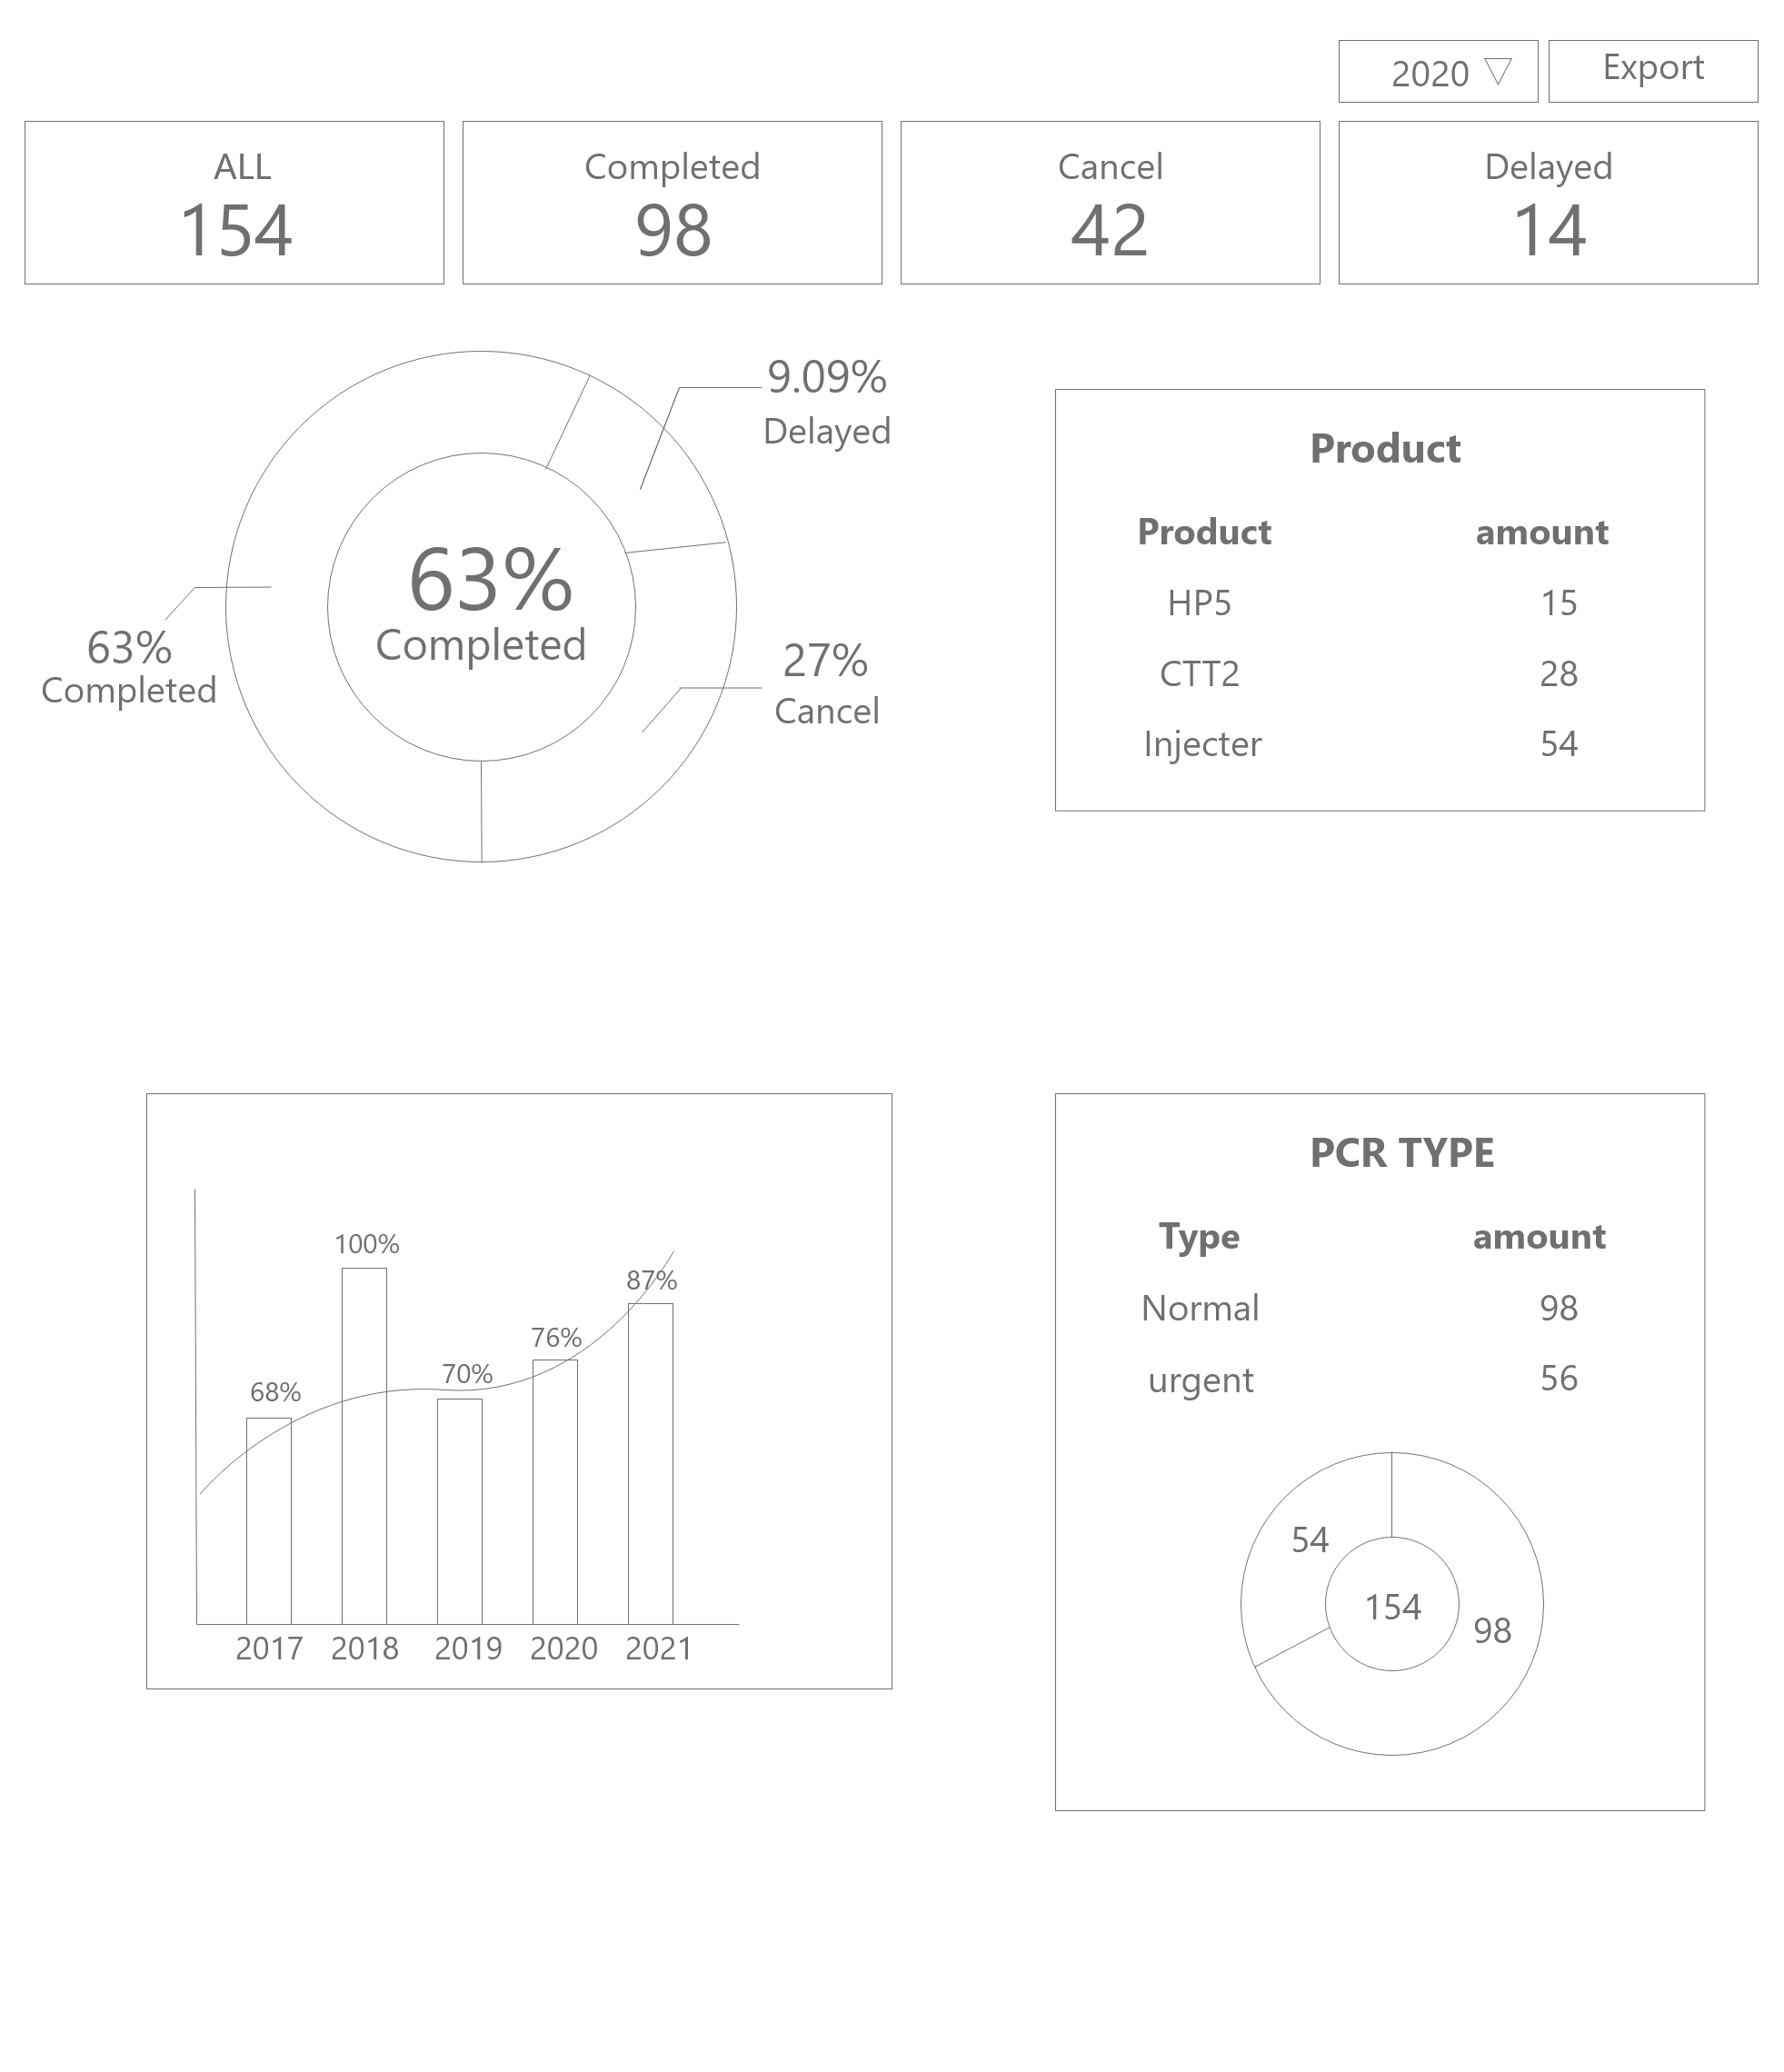 2020 ▽
Export
ALL
154
Completed
98
Cancel
42
Delayed
14
9.09%
Delayed
63%
Completed
63%
Completed
27%
Cancel
Product
Product amount
HP5 15
CTT2 28
Injecter 54
100%
87%
76%
70%
68%
2017 2018 2019 2020 2021
PCR TYPE
Type amount
Normal 98
urgent 56
54
154
98